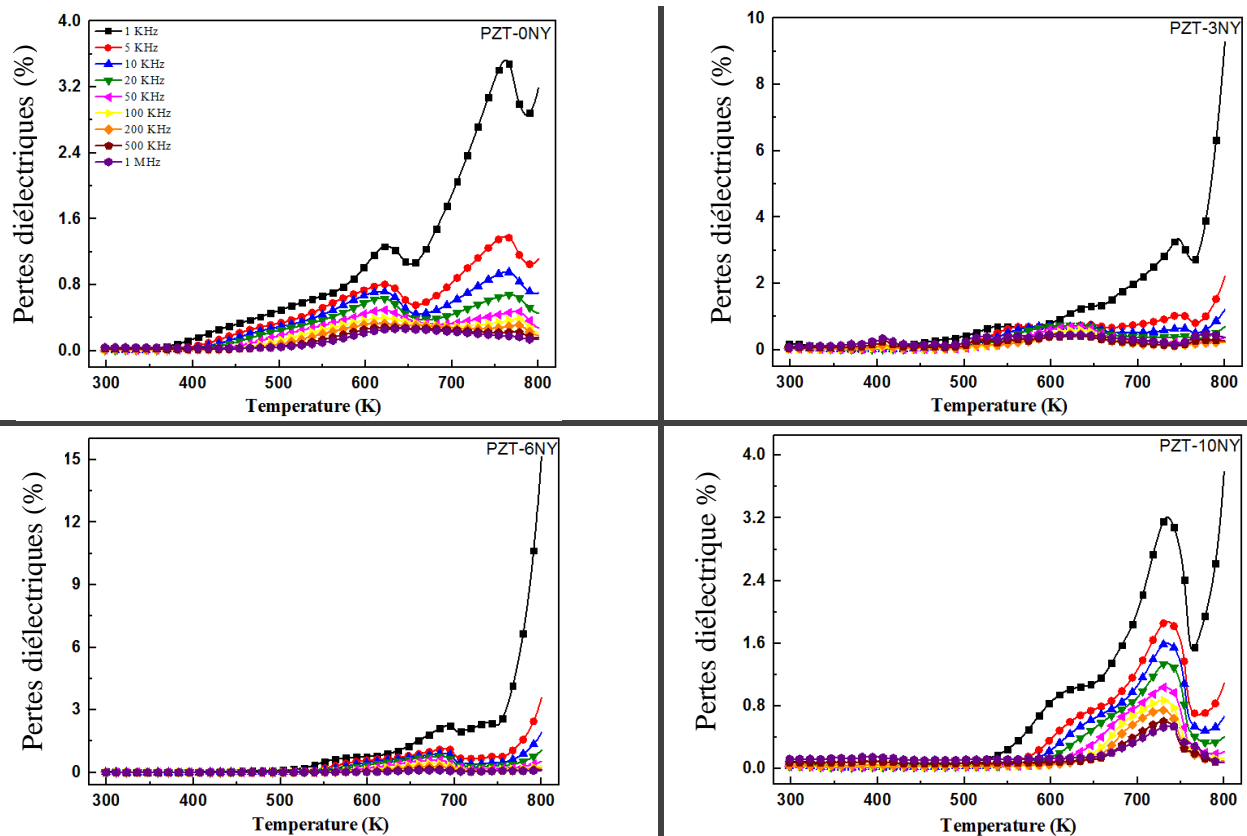 PZT-0NY
Pertes diélectriques (%)
4.0
3.2
2.4
1.6
0.8
0.0
1 KHz
5 KHz
10 KHz
20 KHz
50 KHz
100 KHz
200 KHz
500 KHz
1 MHz
300 400 500 600 700 800
Temperature (K)
PZT-3NY
Pertes diélectriques (%)
10
8
6
4
2
0
300 400 500 600 700 800
Temperature (K)
PZT-6NY
Pertes diélectriques (%)
15
12
9
6
3
0
300 400 500 600 700 800
Temperature (K)
PZT-10NY
Pertes diélectrique %)
4.0
3.2
2.4
1.6
0.8
0.0
300 400 500 600 700 800
Temperature (K)